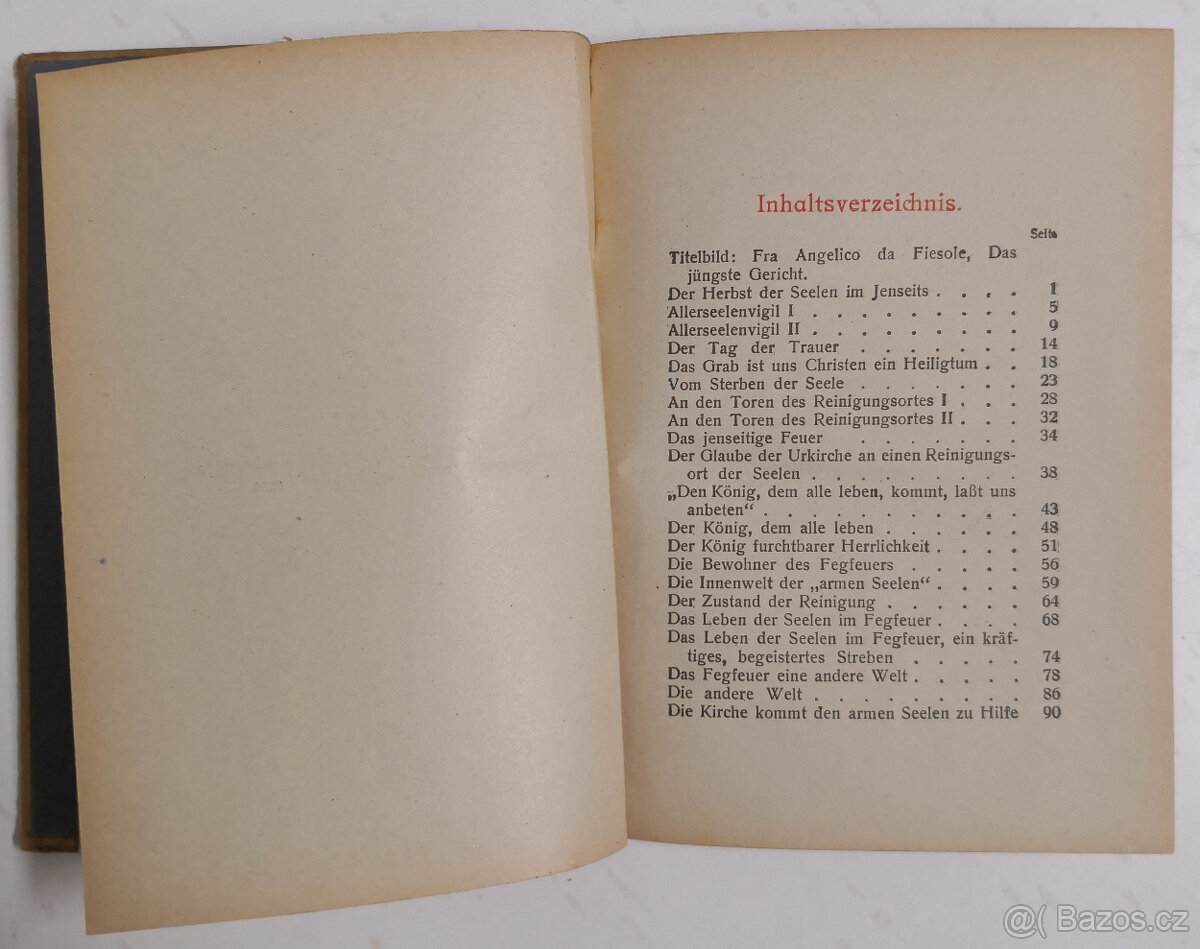 Inhaltsverzeichnis.
Seite
Titelbild: Fra Angelico da Fiesole, Das
jüngste Gericht.
Der Herbst der Seelen im Jenseits . . . . 1
Allerseelenvigil I . . . . . . . . . 5
Allerseelenvigil II . . . . . . . . . 9
Der Tag der Trauer . . . . . . . 14
Das Grab ist uns Christen ein Heiligtum . . 18
Vom Sterben der Seele . . . . . . . 23
An den Toren des Reinigungsortes I . . . 28
An den Toren des Reinigungsortes II . . . 32
Das jenseitige Feuer . . . . . . . 34
Der Glaube der Urkirche an einen Reinigungs-
ort der Seelen . . . . . . . . . 38
„Den König, dem alle leben, kommt, laßt uns
anbeten“ . . . . . . . . . . . 43
Der König, dem alle leben . . . . . . 48
Der König furchtbarer Herrlichkeit . . . . 51
Die Bewohner des Fegfeuers . . . . . 56
Die Innenwelt der „armen Seelen“ . . . . 59
Der Zustand der Reinigung . . . . . . 64
Das Leben der Seelen im Fegfeuer . . . . 68
Das Leben der Seelen im Fegfeuer, ein kräf-
tiges, begeistertes Streben . . . . . 74
Das Fegfeuer eine andere Welt . . . . . 78
Die andere Welt . . . . . . . . . 86
Die Kirche kommt den armen Seelen zu Hilfe 90
@( Bazos.cz